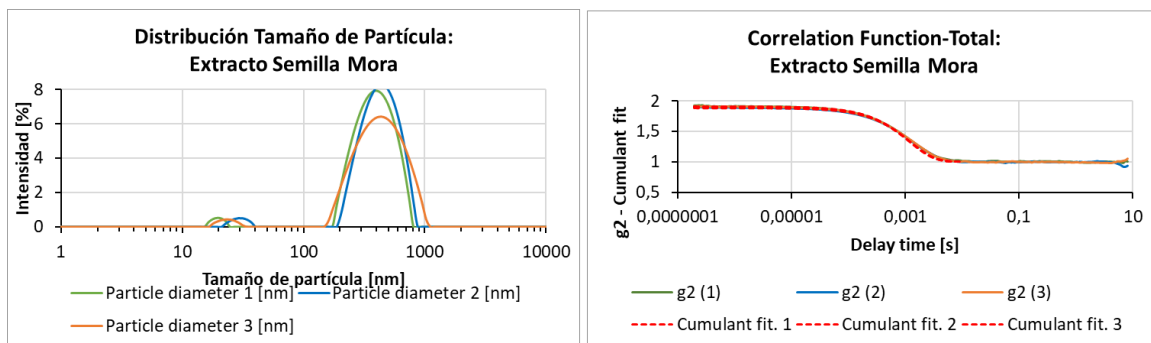 Distribución Tamaño de Partícula:
Extracto Semilla Mora
Intensidad [%]
8
6
4
2
0
1
10
100
1000
10000
Tamaño de partícula [nm]
Particle diameter 1 [nm]
Particle diameter 2 [nm]
Particle diameter 3 [nm]
Correlation Function-Total:
Extracto Semilla Mora
g2 - Cumulant fit
2
1,5
1
0,5
0,0000001
0,00001
0,001
0,1
10
Delay time [s]
g2 (1)
g2 (2)
g2 (3)
Cumulant fit. 1
Cumulant fit. 2
Cumulant fit. 3